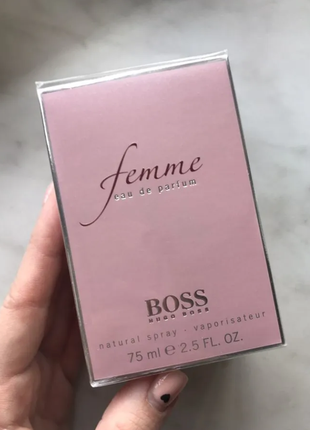 femme
eau de parfum
BOSS
HUGO BOSS
natural spray - vaporisateur
75 ml e 2.5 FL. OZ.